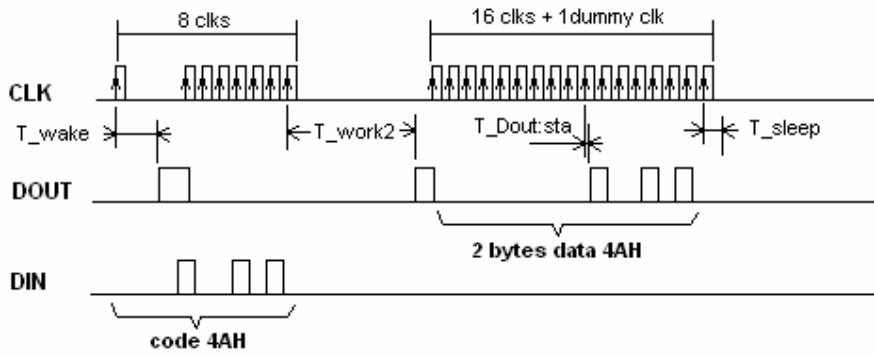 8 clks
16 clks + 1dummy clk
CLK
T_wake
T_work2
T_Dout:sta
T_sleep
DOUT
2 bytes data 4AH
DIN
code 4AH